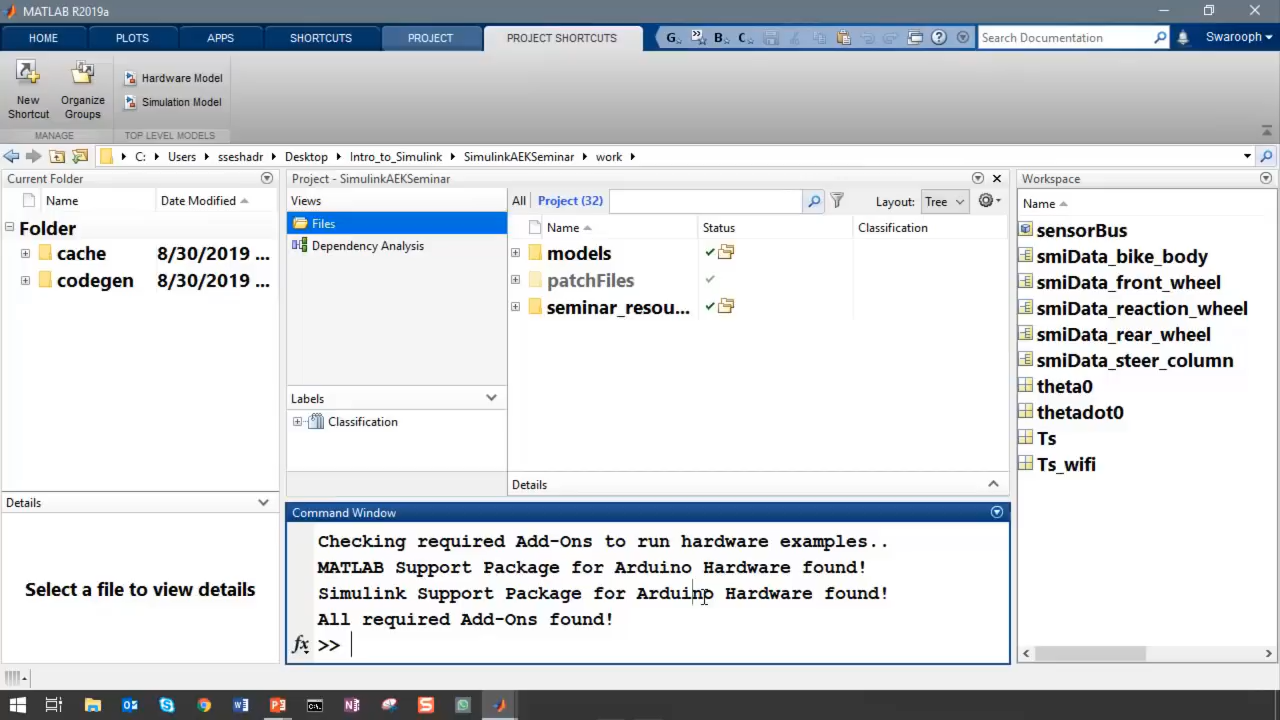 MATLAB R2019a
HOME
PLOTS
APPS
SHORTCUTS
PROJECT
PROJECT SHORTCUTS
Search Documentation
Swarooph
New Shortcut
Organize Groups
Hardware Model
Simulation Model
MANAGE
TOP LEVEL MODELS
C: Users sseshadr Desktop Intro_to_Simulink SimulinkAEKSeminar work
Current Folder
Name Date Modified
Folder
cache 8/30/2019 ...
codegen 8/30/2019 ...
Details
Select a file to view details
Project - SimulinkAEKSeminar
Views
Files
Dependency Analysis
Labels
Classification
All Project (32) Layout: Tree
Name Status Classification
models
patchFiles
seminar_resou...
Details
Command Window
Checking required Add-Ons to run hardware examples..
MATLAB Support Package for Arduino Hardware found!
Simulink Support Package for Arduino Hardware found!
All required Add-Ons found!
fx >>
Workspace
Name
sensorBus
smiData_bike_body
smiData_front_wheel
smiData_reaction_wheel
smiData_rear_wheel
smiData_steer_column
theta0
thetadot0
Ts
Ts_wifi